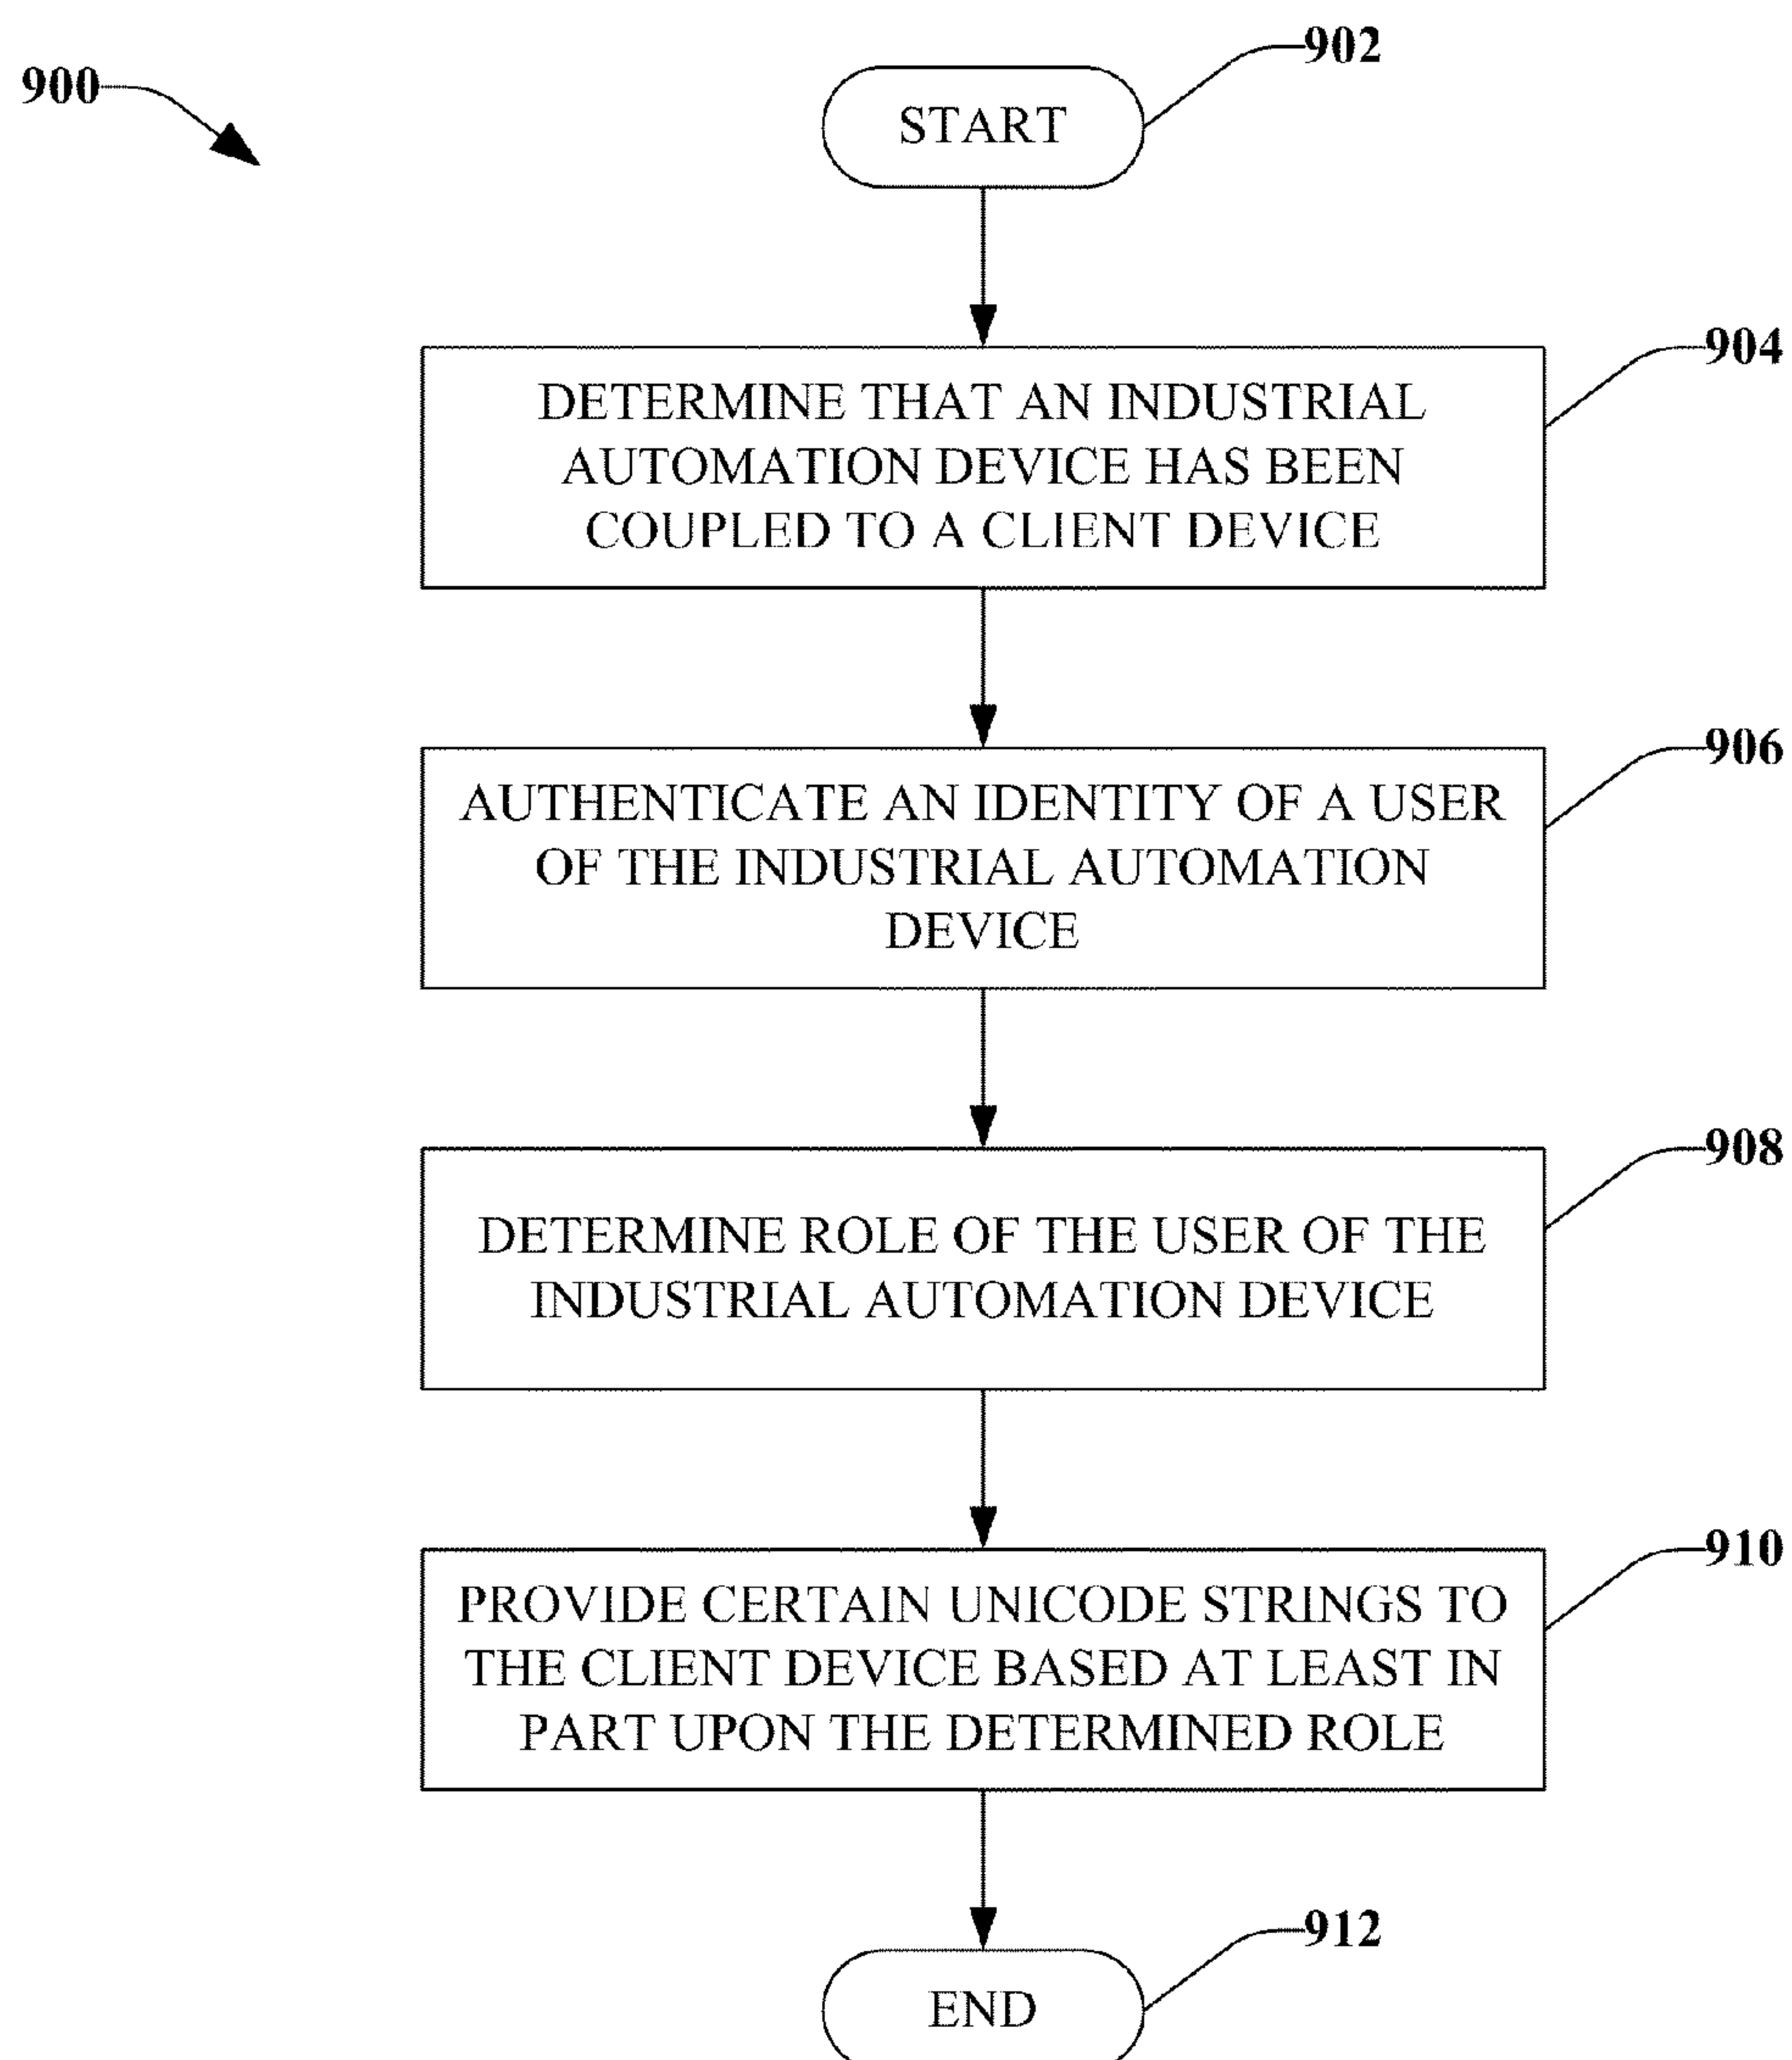 900
902
START
904
DETERMINE THAT AN INDUSTRIAL
AUTOMATION DEVICE HAS BEEN
COUPLED TO A CLIENT DEVICE
906
AUTHENTICATE AN IDENTITY OF A USER
OF THE INDUSTRIAL AUTOMATION
DEVICE
908
DETERMINE ROLE OF THE USER OF THE
INDUSTRIAL AUTOMATION DEVICE
910
PROVIDE CERTAIN UNICODE STRINGS TO
THE CLIENT DEVICE BASED AT LEAST IN
PART UPON THE DETERMINED ROLE
912
END